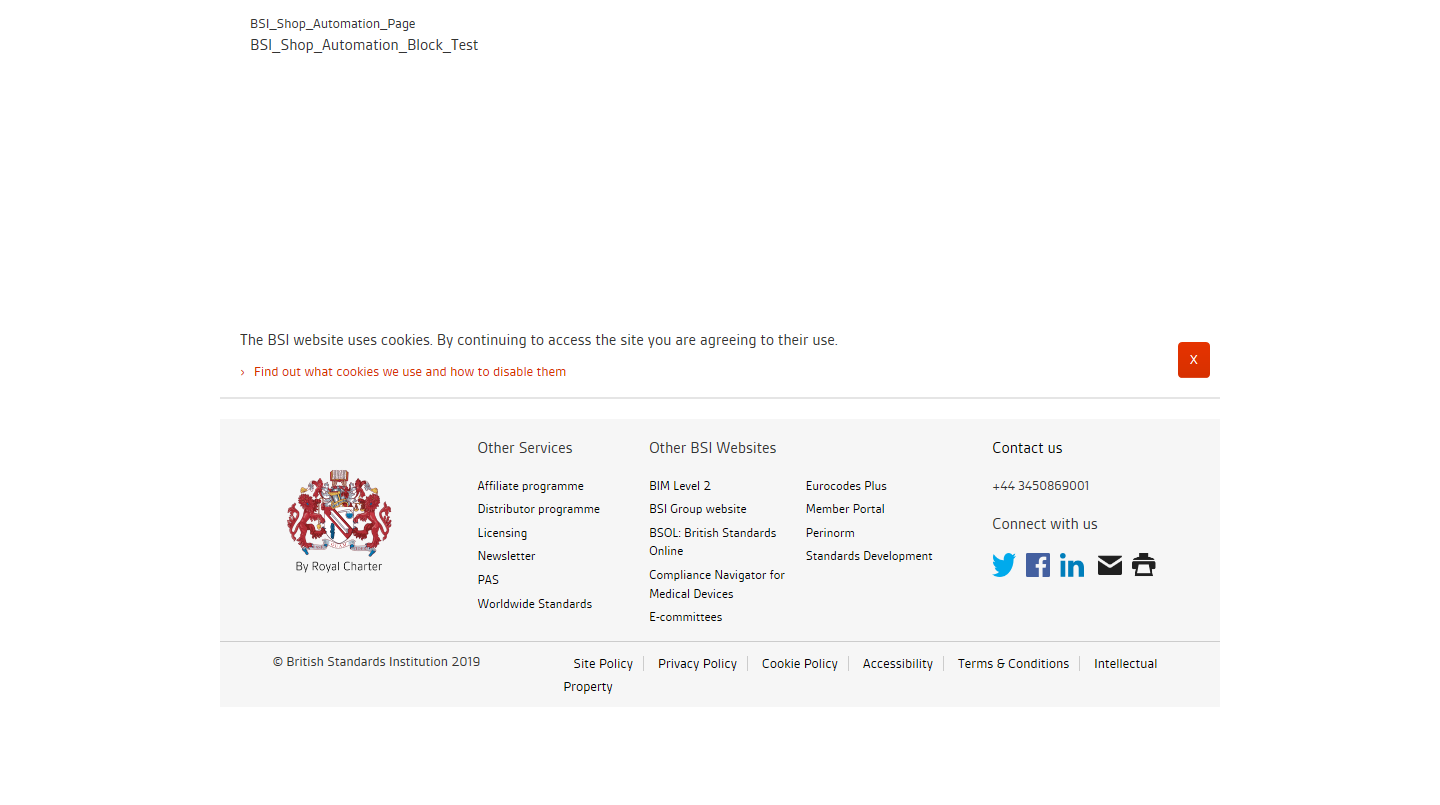 BSI_Shop_Automation_Page
BSI_Shop_Automation_Block_Test
The BSI website uses cookies. By continuing to access the site you are agreeing to their use.
› Find out what cookies we use and how to disable them
X
By Royal Charter
Other Services
Affiliate programme
Distributor programme
Licensing
Newsletter
PAS
Worldwide Standards
Other BSI Websites
BIM Level 2
BSI Group website
BSOL: British Standards
Online
Compliance Navigator for
Medical Devices
E-committees
Eurocodes Plus
Member Portal
Perinorm
Standards Development
Contact us
+44 3450869001
Connect with us
© British Standards Institution 2019
Site Policy | Privacy Policy | Cookie Policy | Accessibility | Terms & Conditions | Intellectual
Property